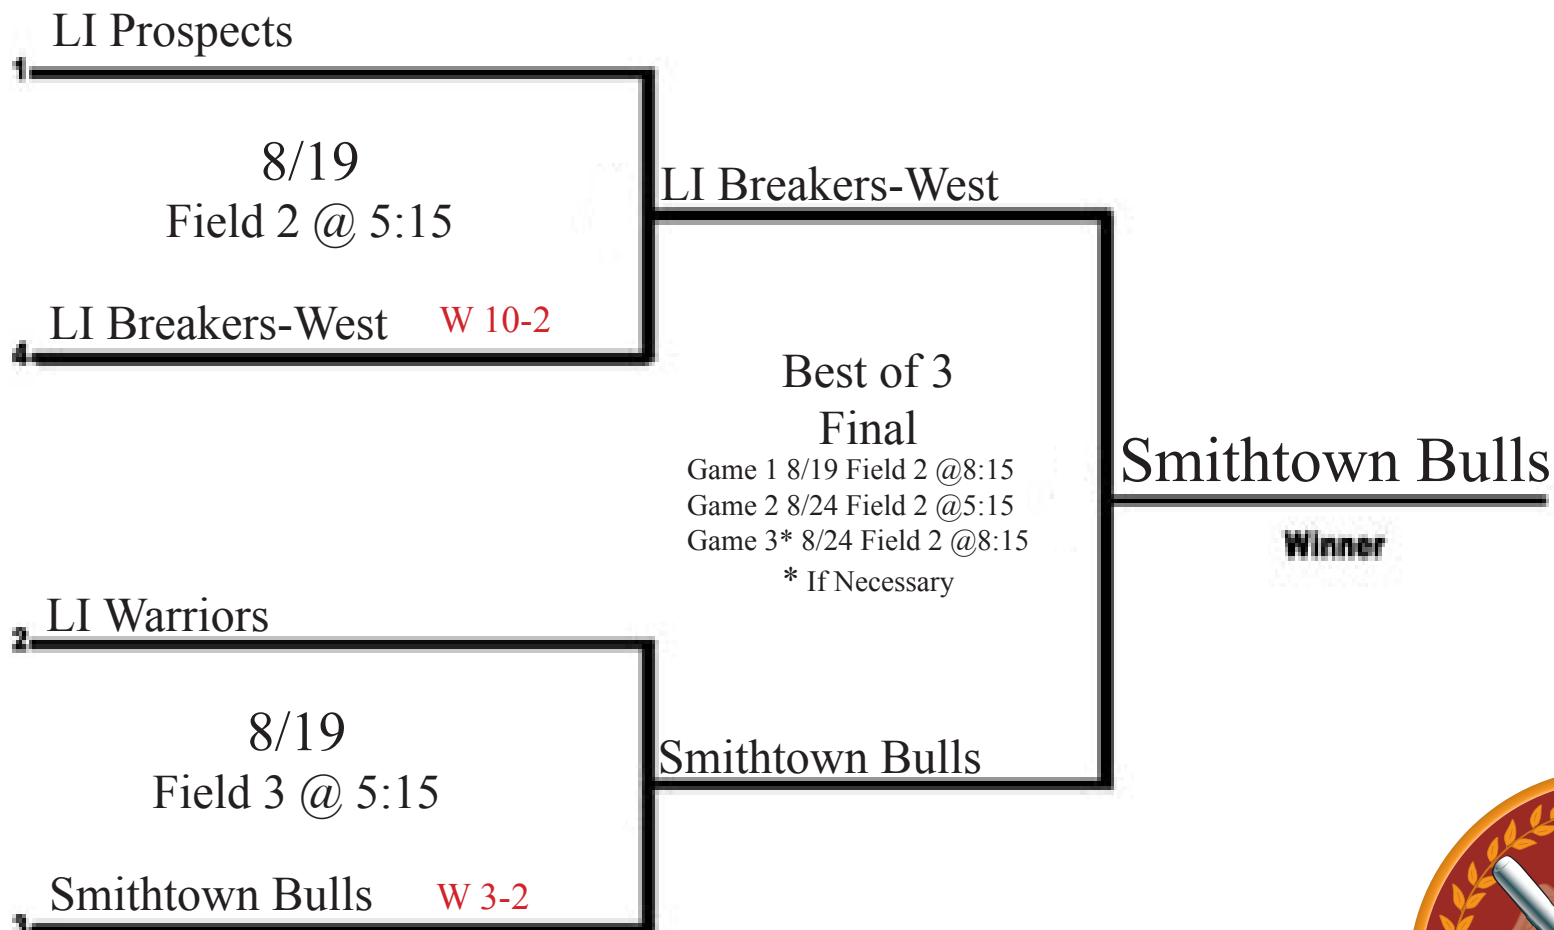 LI Prospects
1
8/19
Field 2 @ 5:15
LI Breakers-West W 10-2
4
LI Breakers-West
Best of 3
Final
Game 1 8/19 Field 2 @8:15
Game 2 8/24 Field 2 @5:15
Game 3* 8/24 Field 2 @8:15
* If Necessary
Smithtown Bulls
Winner
LI Warriors
2
8/19
Field 3 @ 5:15
Smithtown Bulls W 3-2
3
Smithtown Bulls